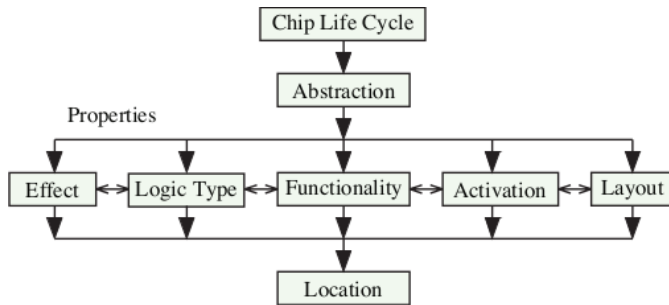 Chip Life Cycle
Abstraction
Properties
Effect
Logic Type
Functionality
Activation
Layout
Location